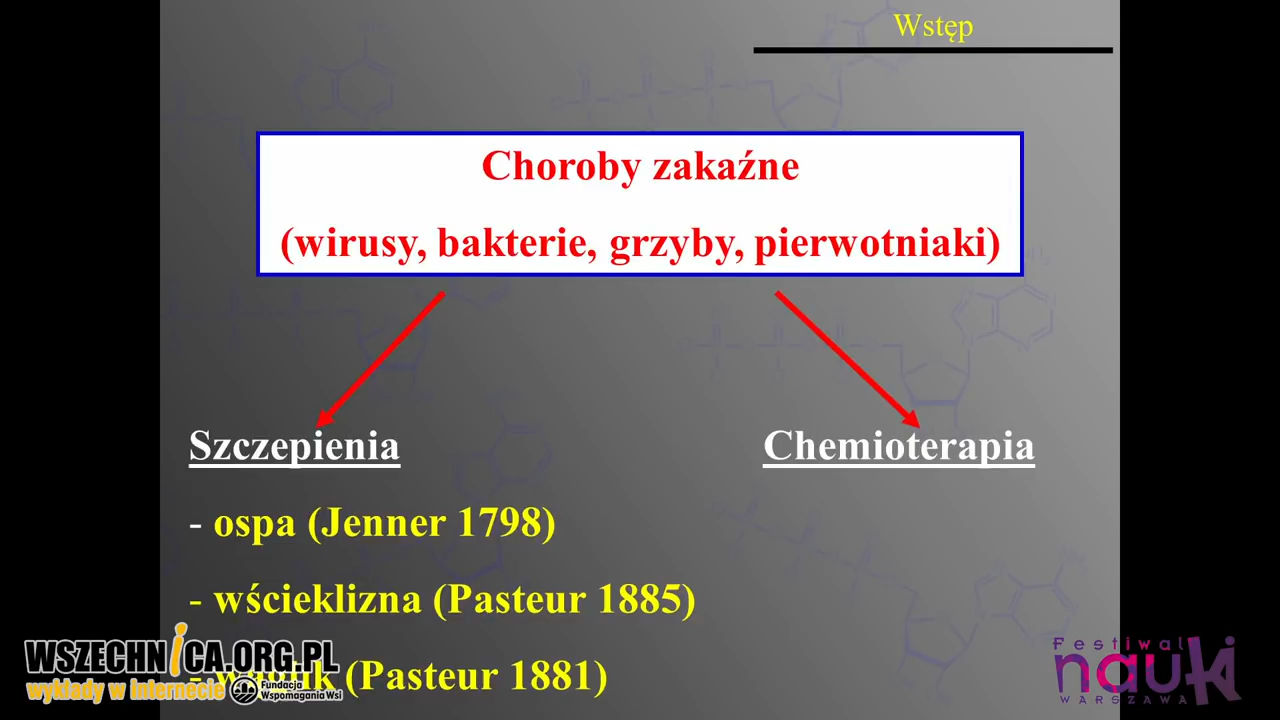 Wstęp
Choroby zakaźne
(wirusy, bakterie, grzyby, pierwotniaki)
Szczepienia
Chemioterapia
- ospa (Jenner 1798)
- wścieklizna (Pasteur 1885)
- wąglik (Pasteur 1881)
WSZECHNICA.ORG.PL
wykłady w internecie
Fundacja
Wspomagania Wsi
Festiwal
nauki
WARSZAWA